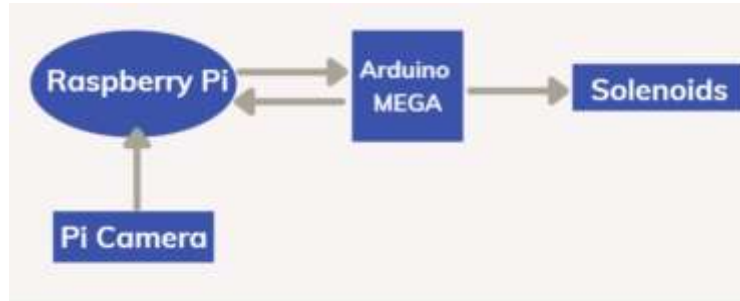 Raspberry Pi
Arduino
MEGA
Solenoids
Pi Camera